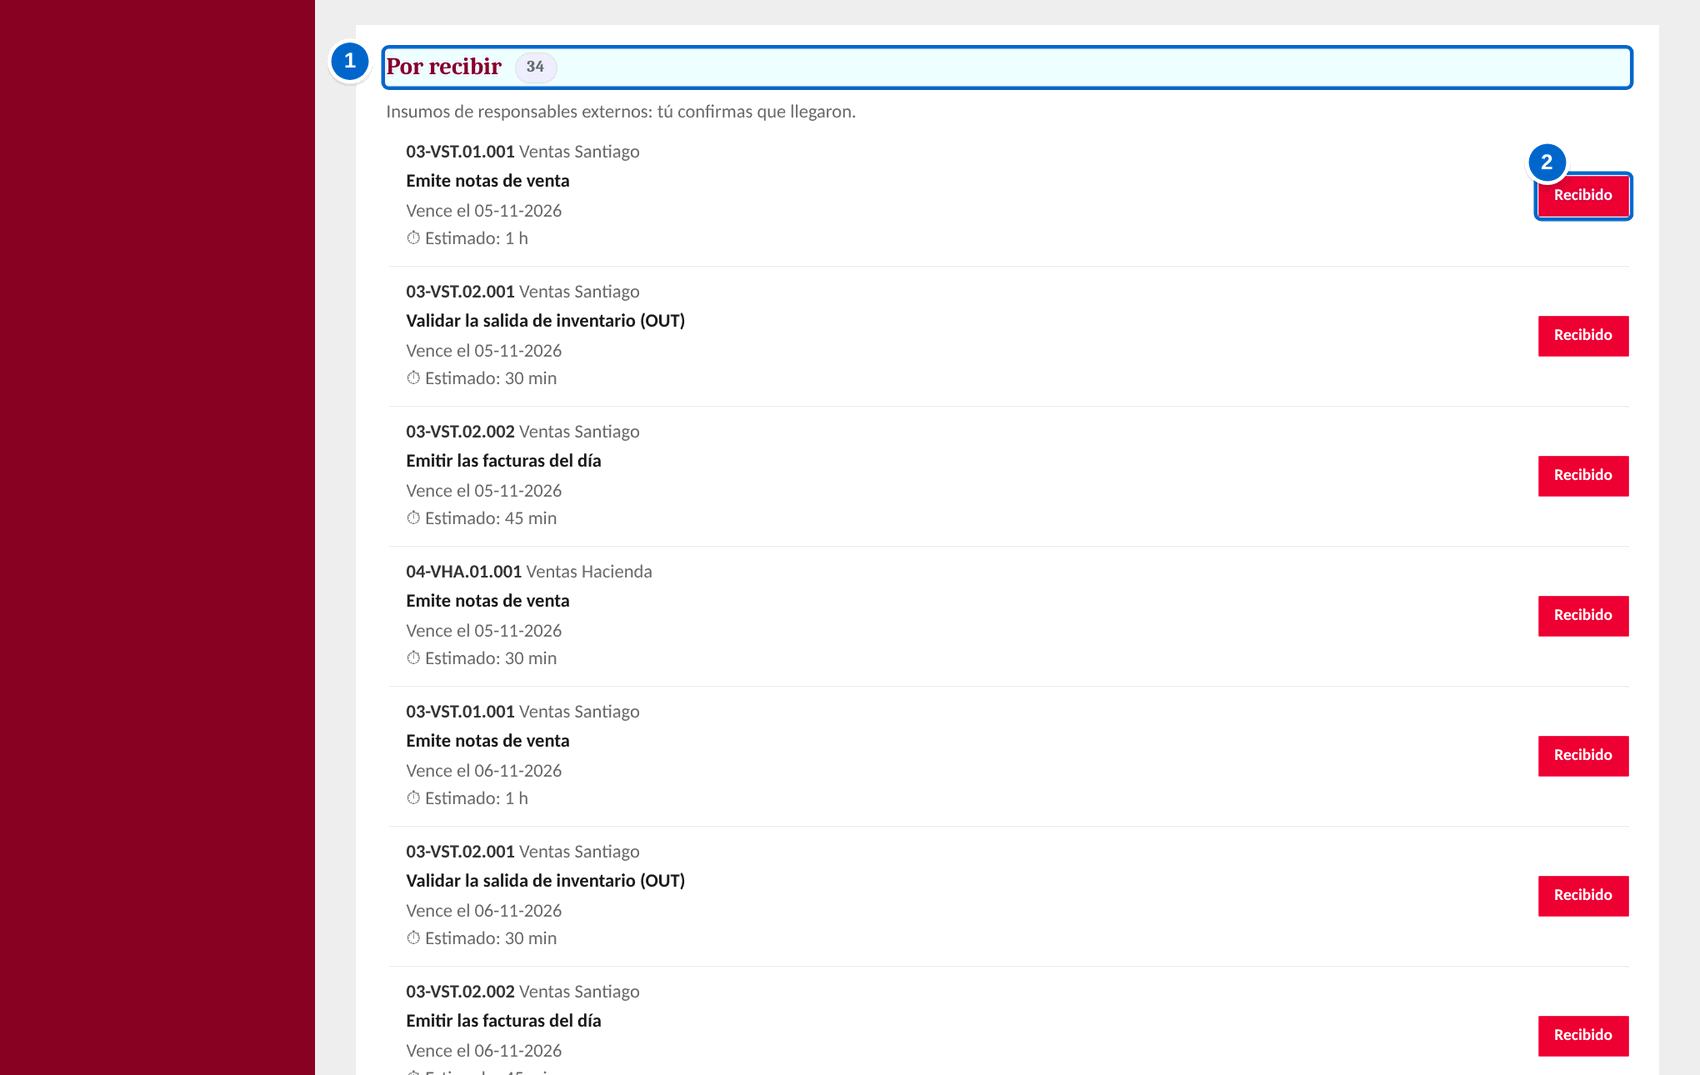 1
Por recibir 34
Insumos de responsables externos: tú confirmas que llegaron.
03-VST.01.001 Ventas Santiago
Emite notas de venta
Vence el 05-11-2026
⏱ Estimado: 1 h
2
Recibido
03-VST.02.001 Ventas Santiago
Validar la salida de inventario (OUT)
Vence el 05-11-2026
⏱ Estimado: 30 min
Recibido
03-VST.02.002 Ventas Santiago
Emitir las facturas del día
Vence el 05-11-2026
⏱ Estimado: 45 min
Recibido
04-VHA.01.001 Ventas Hacienda
Emite notas de venta
Vence el 05-11-2026
⏱ Estimado: 30 min
Recibido
03-VST.01.001 Ventas Santiago
Emite notas de venta
Vence el 06-11-2026
⏱ Estimado: 1 h
Recibido
03-VST.02.001 Ventas Santiago
Validar la salida de inventario (OUT)
Vence el 06-11-2026
⏱ Estimado: 30 min
Recibido
03-VST.02.002 Ventas Santiago
Emitir las facturas del día
Vence el 06-11-2026
Recibido